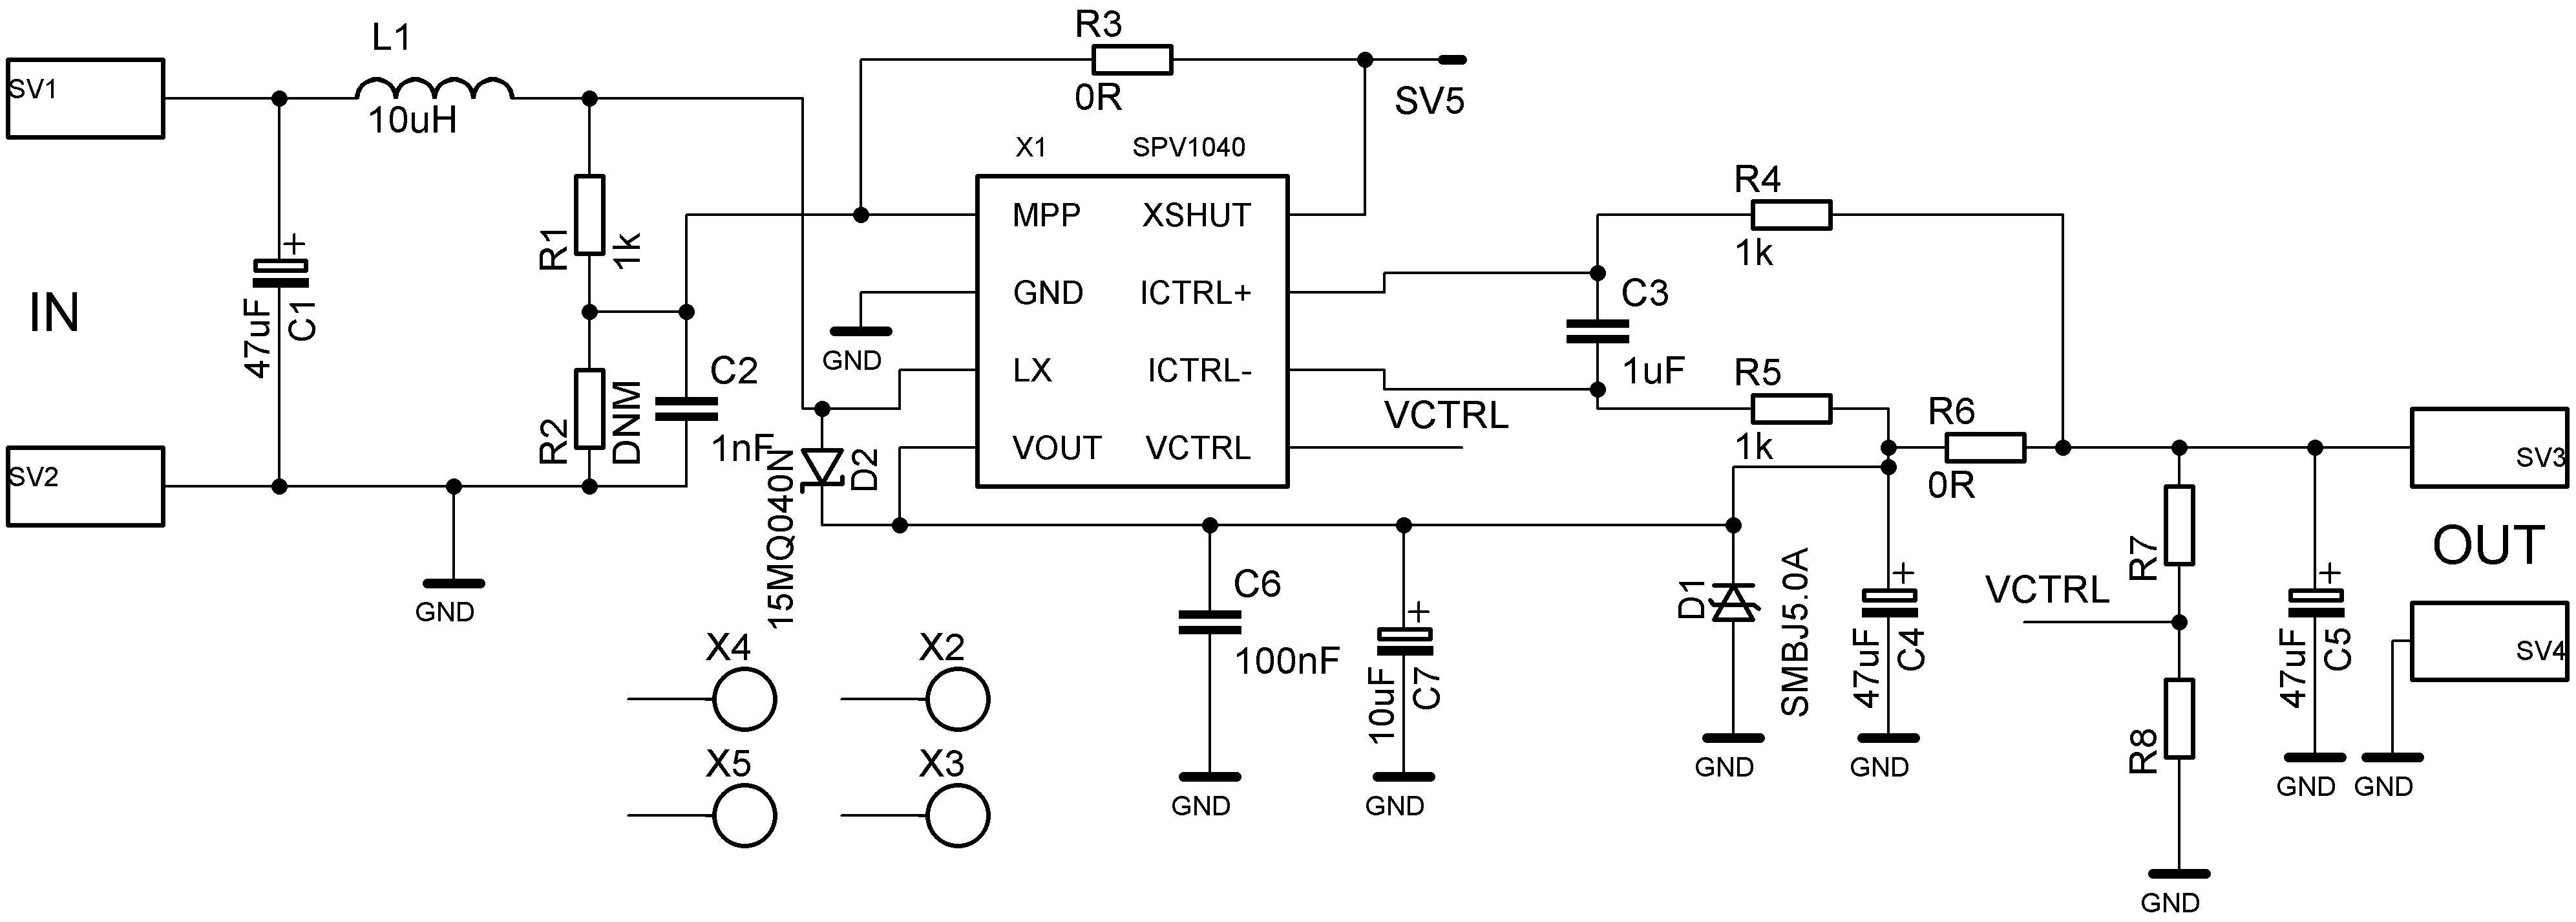 L1
R3
SV1
10uH
0R
SV5
X1
SPV1040
R4
MPP
XSHUT
R1
1k
1k
IN
47uF
C1
GND
ICTRL+
C3
GND
C2
LX
ICTRL-
1uF
R5
R2
DNM
1nF
VCTRL
R6
SV2
VOUT
VCTRL
1k
SV3
15MQ040N
D2
0R
GND
C6
100nF
10uF
C7
D1
SMBJ5.0A
47uF
C4
VCTRL
R7
OUT
47uF
C5
SV4
X4
X2
X5
X3
R8
GND
GND
GND
GND
GND
GND
GND